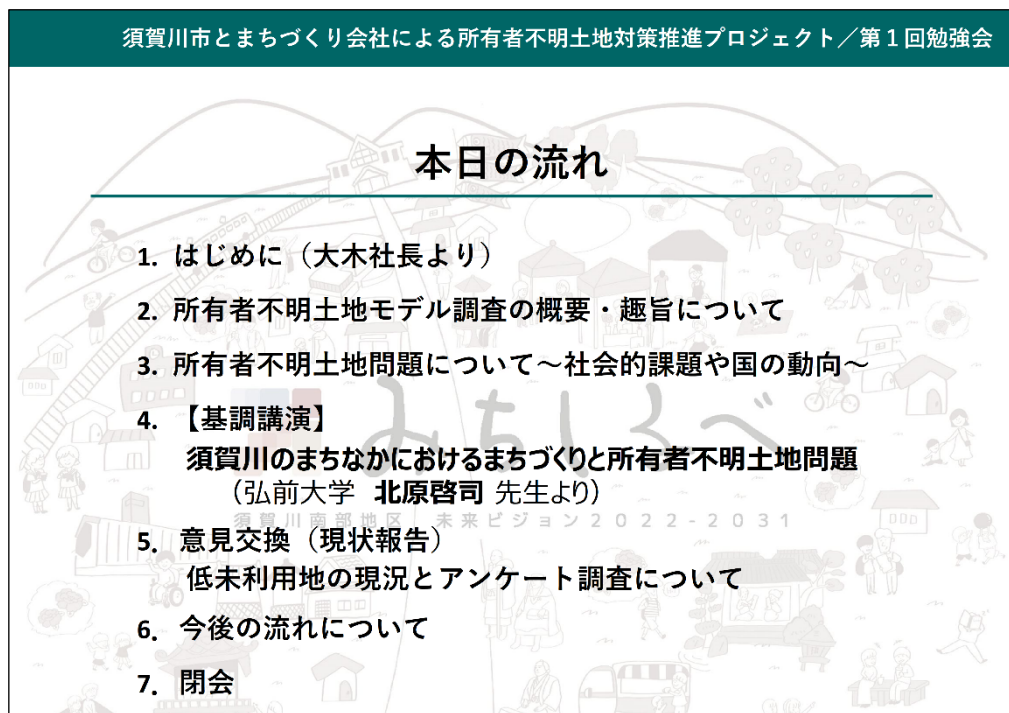 須賀川市とまちづくり会社による所有者不明土地対策推進プロジェクト／第１回勉強会
本日の流れ
1. はじめに（大木社長より）
2. 所有者不明土地モデル調査の概要・趣旨について
3. 所有者不明土地問題について～社会的課題や国の動向～
4. 【基調講演】
須賀川のまちなかにおけるまちづくりと所有者不明土地問題
（弘前大学 北原啓司 先生より）
みちしるべ
須賀川南部地区 未来ビジョン２０２２-２０３１
5. 意見交換（現状報告）
低未利用地の現況とアンケート調査について
6. 今後の流れについて
7. 閉会